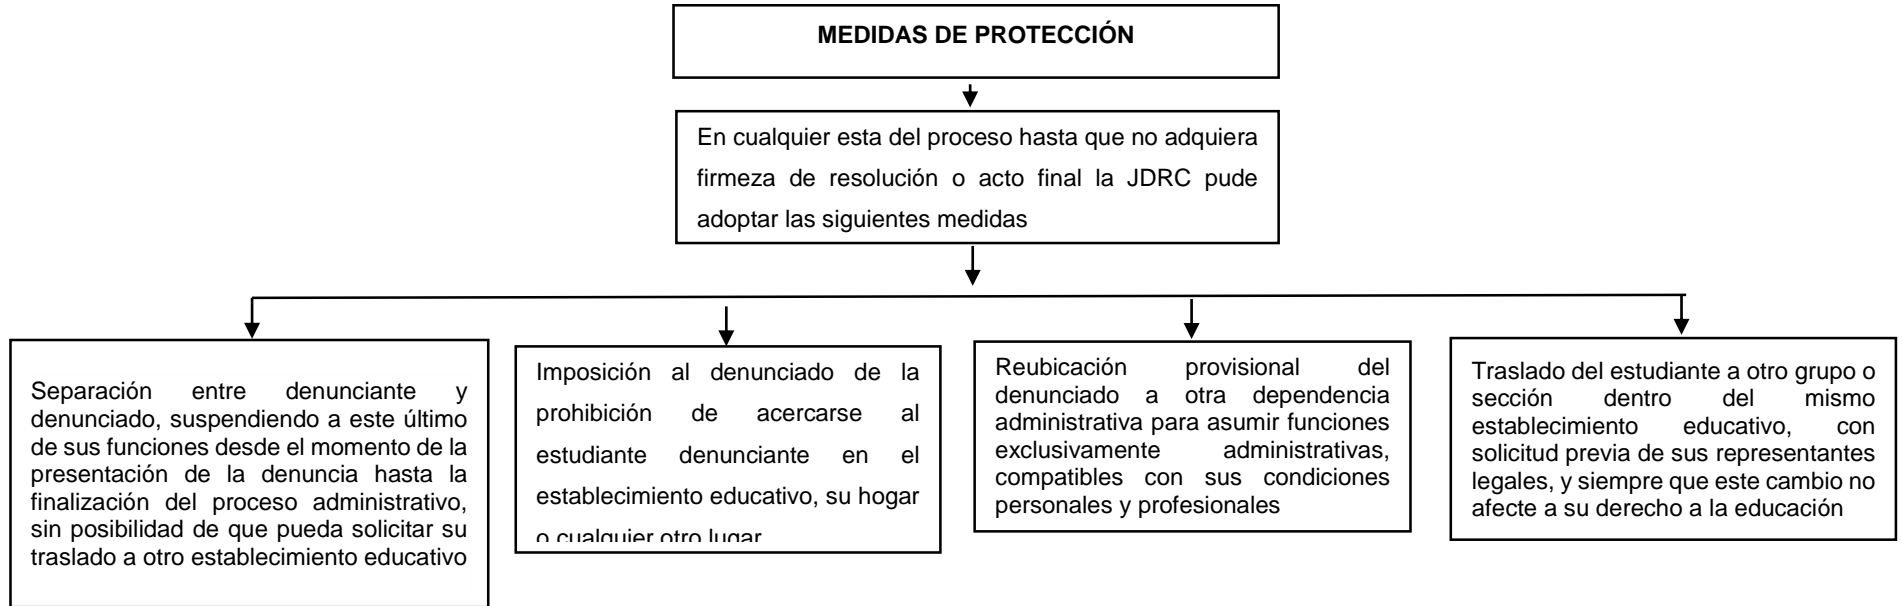 MEDIDAS DE PROTECCIÓN
En cualquier esta del proceso hasta que no adquiera
firmeza de resolución o acto final la JDRC pude
adoptar las siguientes medidas
Separación entre denunciante y
denunciado, suspendiendo a este último
de sus funciones desde el momento de la
presentación de la denuncia hasta la
finalización del proceso administrativo,
sin posibilidad de que pueda solicitar su
traslado a otro establecimiento educativo
Imposición al denunciado de la
prohibición de acercarse al
estudiante denunciante en el
establecimiento educativo, su hogar
o cualquier otro lugar
Reubicación provisional del
denunciado a otra dependencia
administrativa para asumir funciones
exclusivamente administrativas,
compatibles con sus condiciones
personales y profesionales
Traslado del estudiante a otro grupo o
sección dentro del mismo
establecimiento educativo, con
solicitud previa de sus representantes
legales, y siempre que este cambio no
afecte a su derecho a la educación